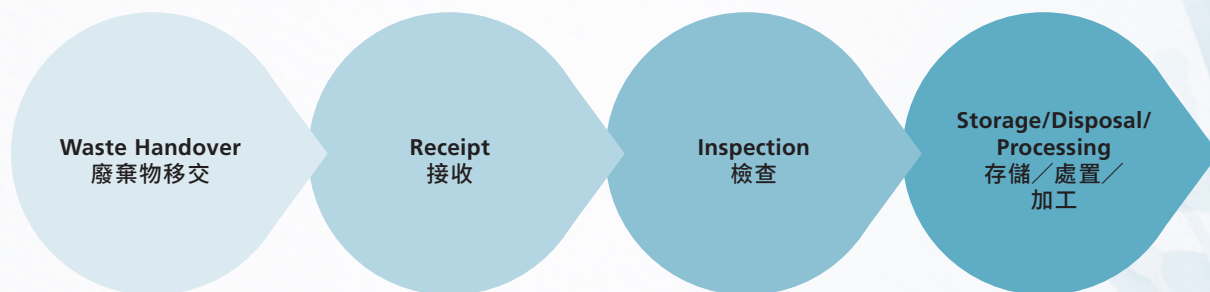 Waste Handover
廢棄物移交
Receipt
接收
Inspection
檢查
Storage/Disposal/
Processing
存儲／處置／
加工